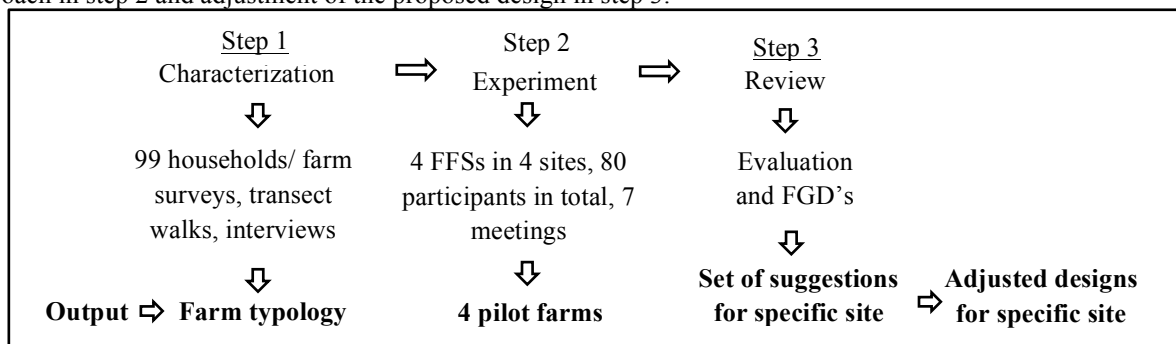 oach in step 2 and adjustment of the proposed design in step 3.
Step 1
Characterization
99 households/ farm
surveys, transect
walks, interviews
Output
Farm typology
Step 2
Experiment
4 FFSs in 4 sites, 80
participants in total, 7
meetings
4 pilot farms
Step 3
Review
Evaluation
and FGD's
Set of suggestions
for specific site
Adjusted designs
for specific site